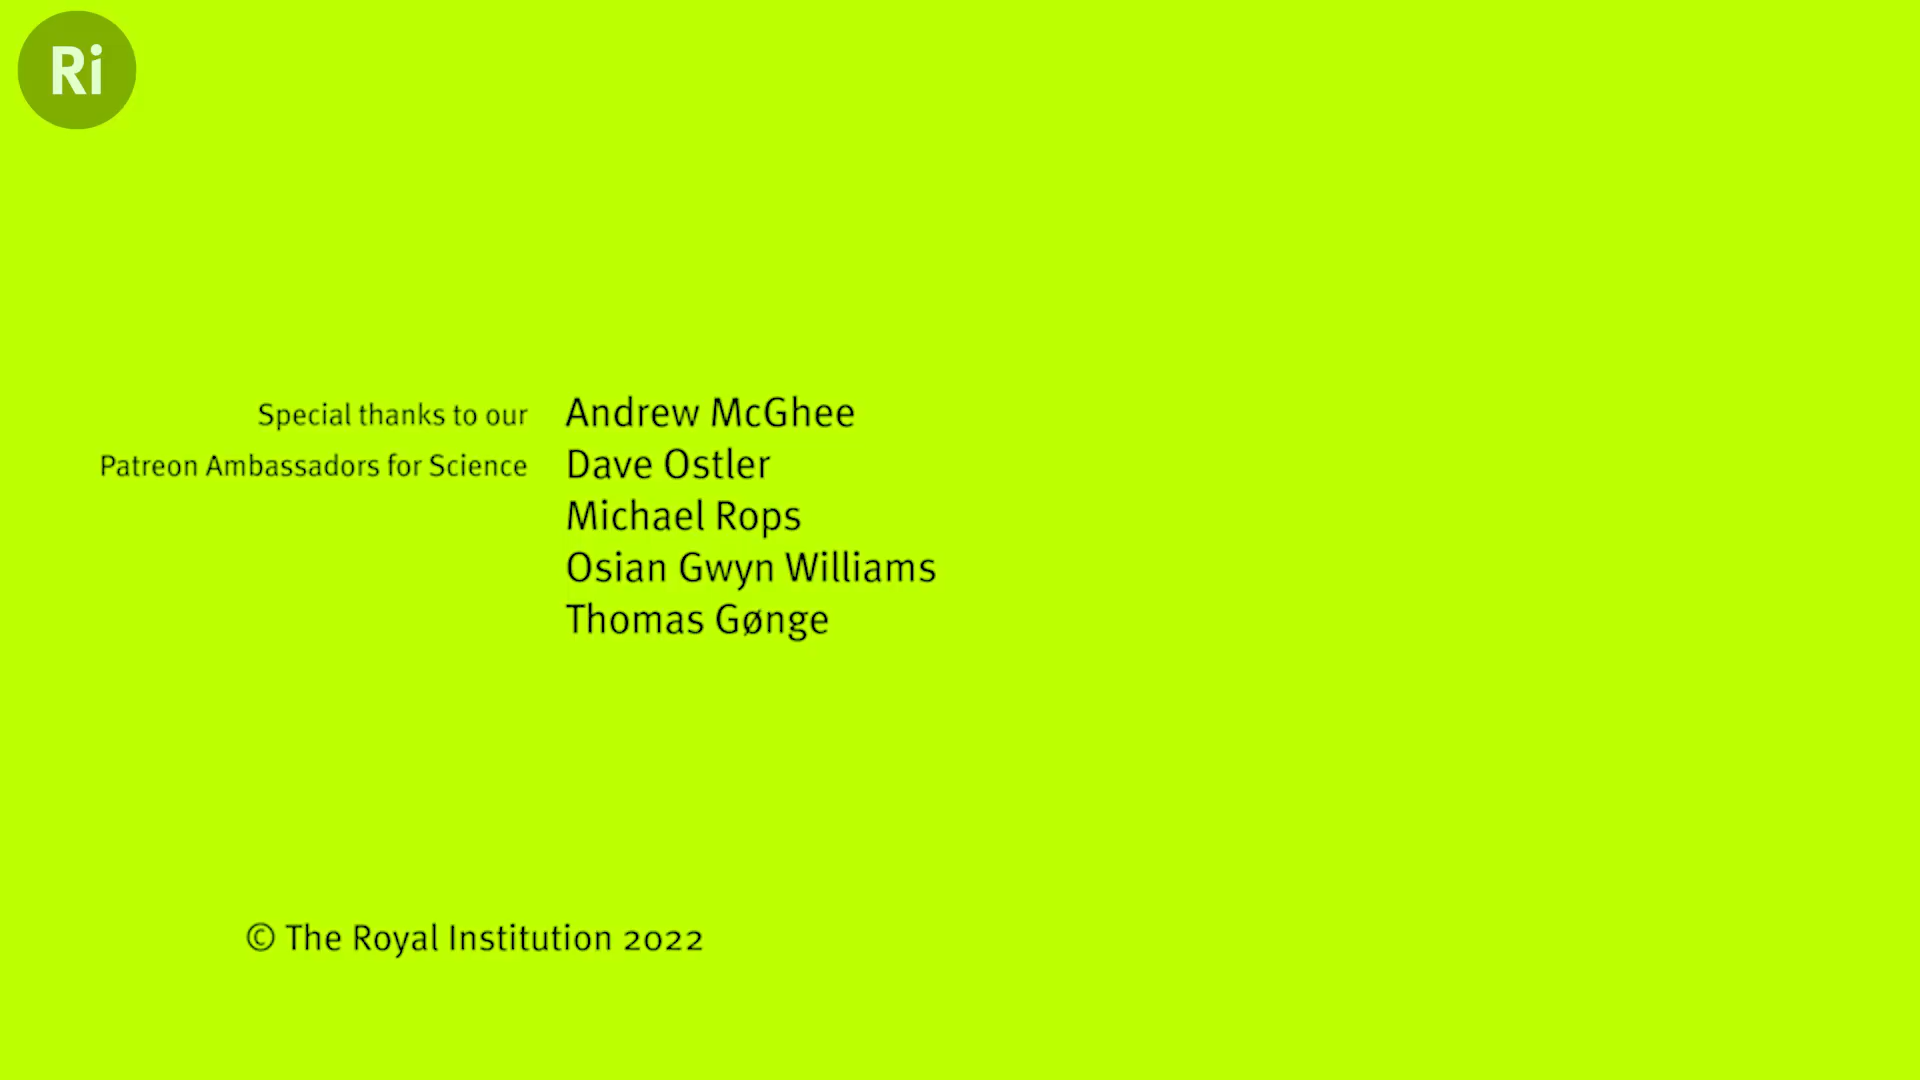 Ri
Special thanks to our
Patreon Ambassadors for Science
Andrew McGhee
Dave Ostler
Michael Rops
Osian Gwyn Williams
Thomas Gønge
© The Royal Institution 2022